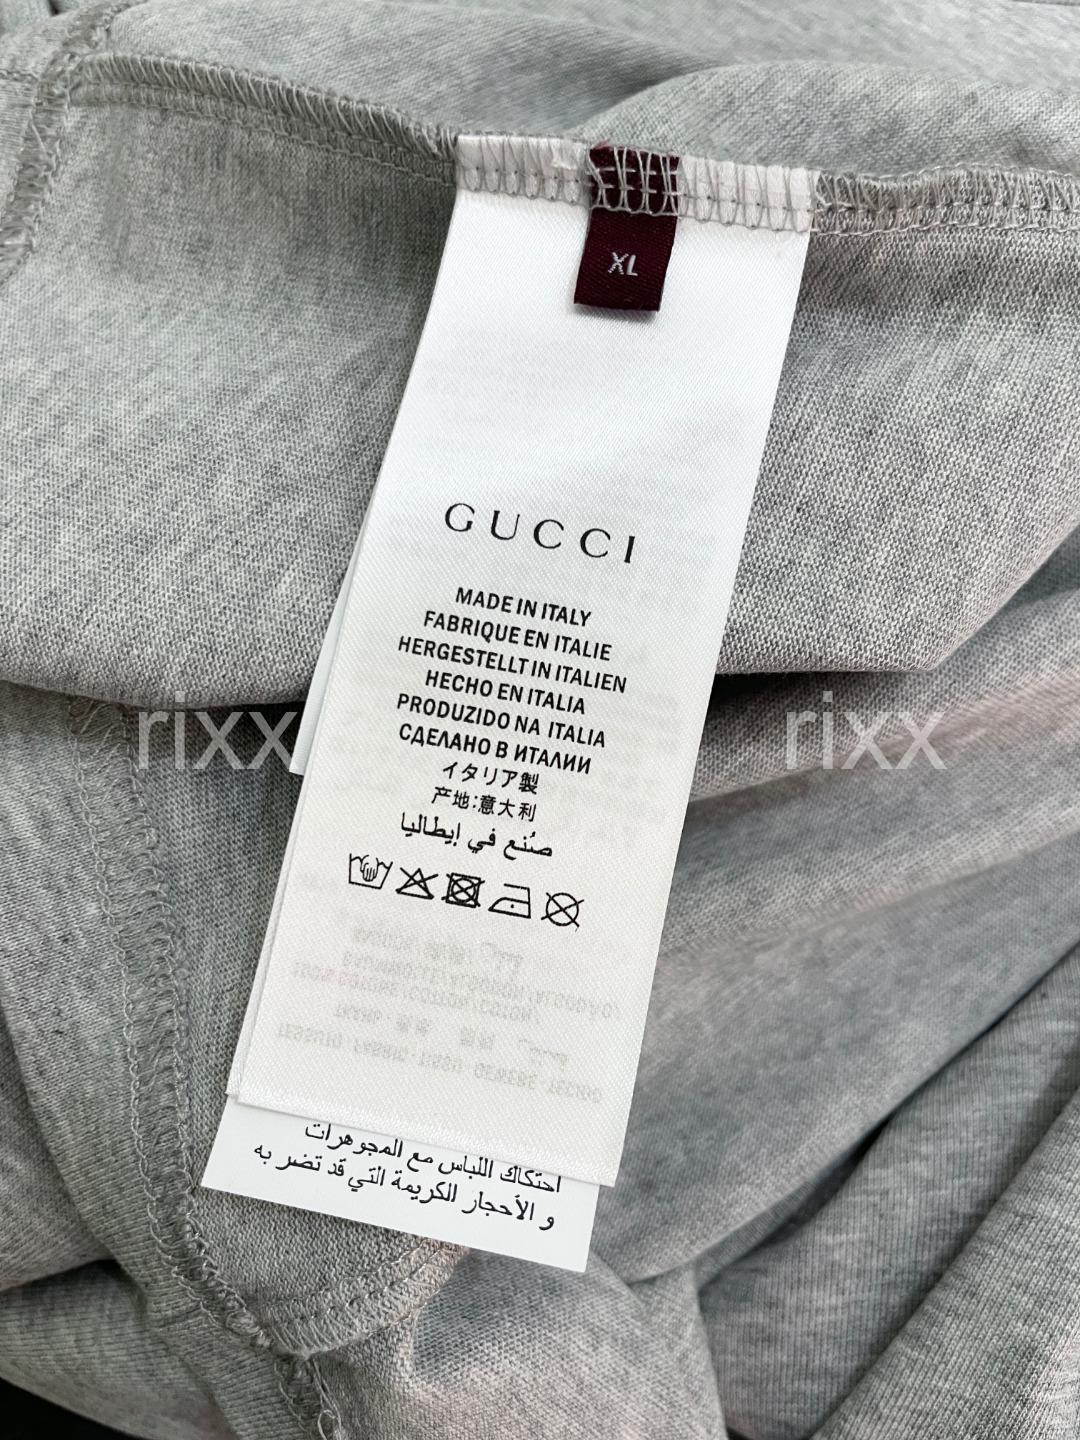 XL
GUCCI
MADE IN ITALY
FABRIQUE EN ITALIE
HERGESTELLT IN ITALIEN
HECHO EN ITALIA
PRODUZIDO NA ITALIA
СДЕЛАНО В ИТАЛИИ
イタリア製
产地:意大利
صُنع في إيطاليا
rixx
rixx
احتكاك اللباس مع المجوهرات
و الأحجار الكريمة التي قد تضر به